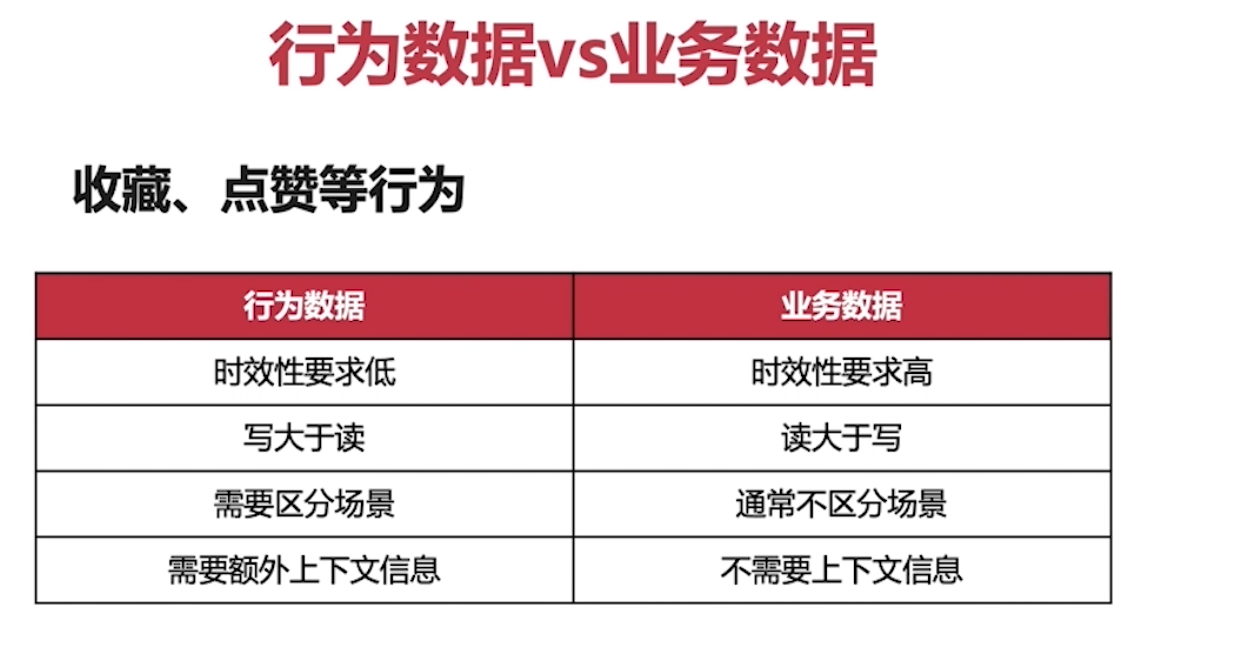 行为数据vs业务数据
收藏、点赞等行为
行为数据 业务数据
时效性要求低 时效性要求高
写大于读 读大于写
需要区分场景 通常不区分场景
需要额外上下文信息 不需要上下文信息